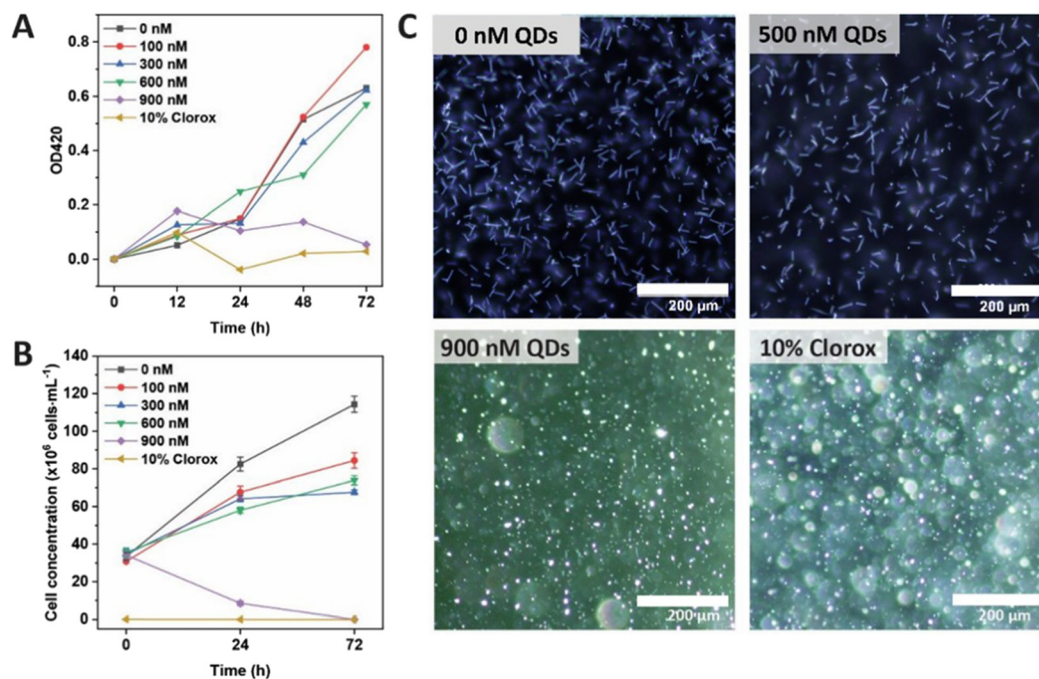 A
0 nM
100 nM
300 nM
600 nM
900 nM
10% Clorox
0.8
0.6
0.4
0.2
0.0
OD420
0 12 24 48 72
Time (h)
B
0 nM
100 nM
300 nM
600 nM
900 nM
10% Clorox
140
120
100
80
60
40
20
0
Cell concentration (x10⁶ cells·mL⁻¹)
0 24 72
Time (h)
C
0 nM QDs
200 µm
500 nM QDs
200 µm
900 nM QDs
200 µm
10% Clorox
200 µm